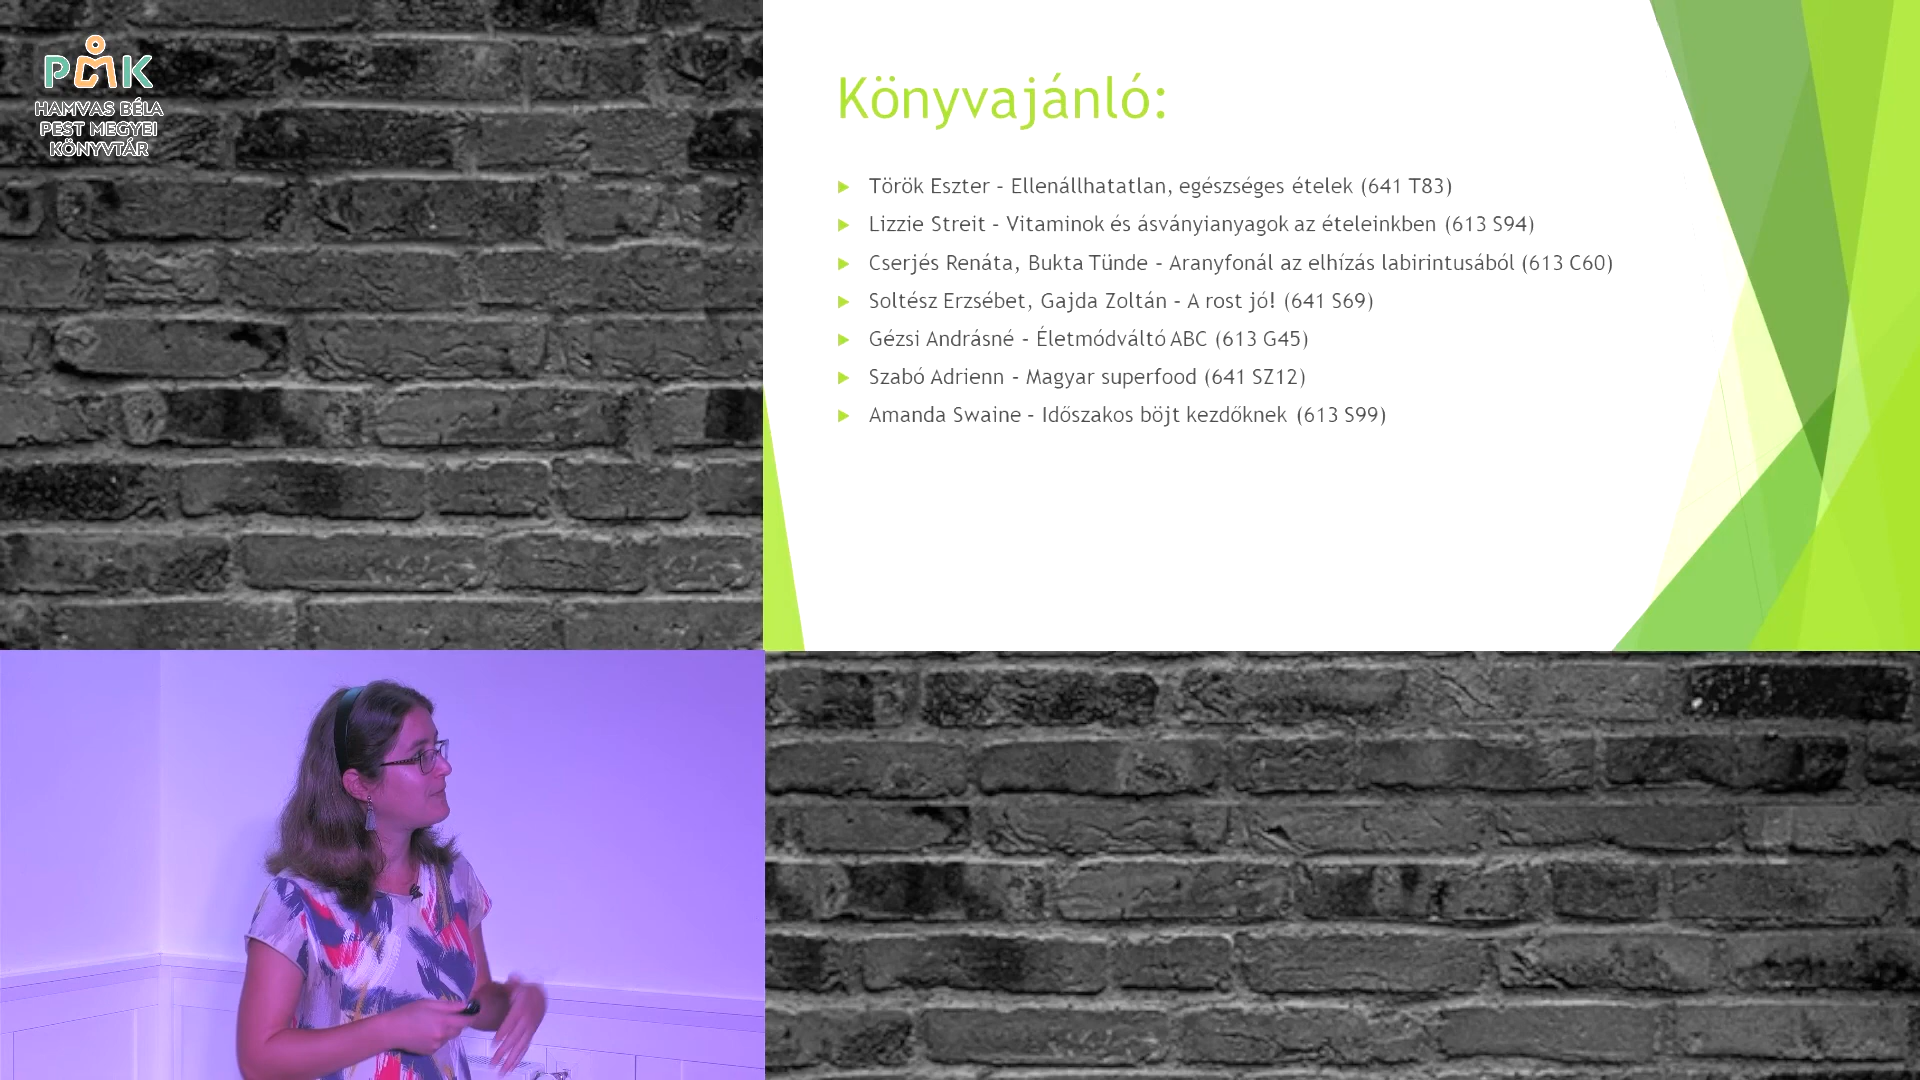 PMK
HAMVAS BÉLA
PEST MEGYEI
KÖNYVTÁR
Könyvajánló:
Török Eszter – Ellenállhatatlan, egészséges ételek (641 T83)
Lizzie Streit – Vitaminok és ásványianyagok az ételeinkben (613 S94)
Cserjés Renáta, Bukta Tünde – Aranyfonál az elhízás labirintusából (613 C60)
Soltész Erzsébet, Gajda Zoltán – A rost jó! (641 S69)
Gézsi Andrásné – Életmódváltó ABC (613 G45)
Szabó Adrienn – Magyar superfood (641 SZ12)
Amanda Swaine – Időszakos böjt kezdőknek (613 S99)